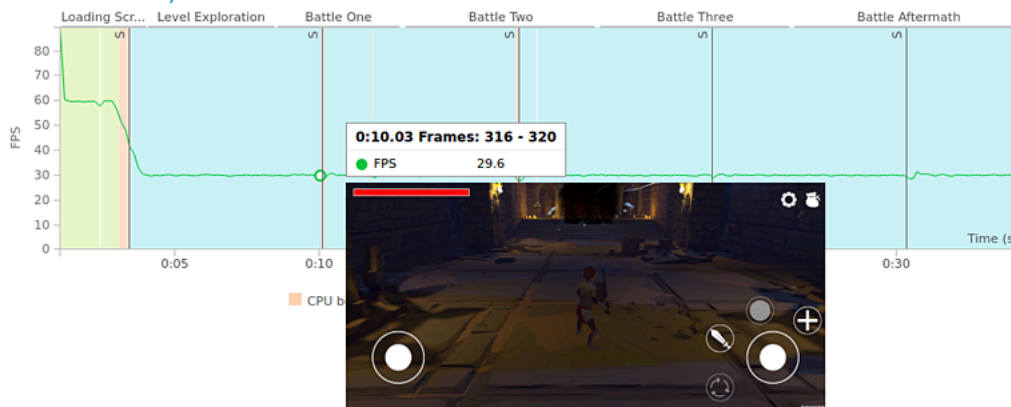 Loading Scr... Level Exploration Battle One Battle Two Battle Three Battle Aftermath
S S S S S
80
70
60
50
40
30
20
10
0
FPS
0:10.03 Frames: 316 - 320
FPS 29.6
Time (s
0:05 0:10 0:30
CPU b